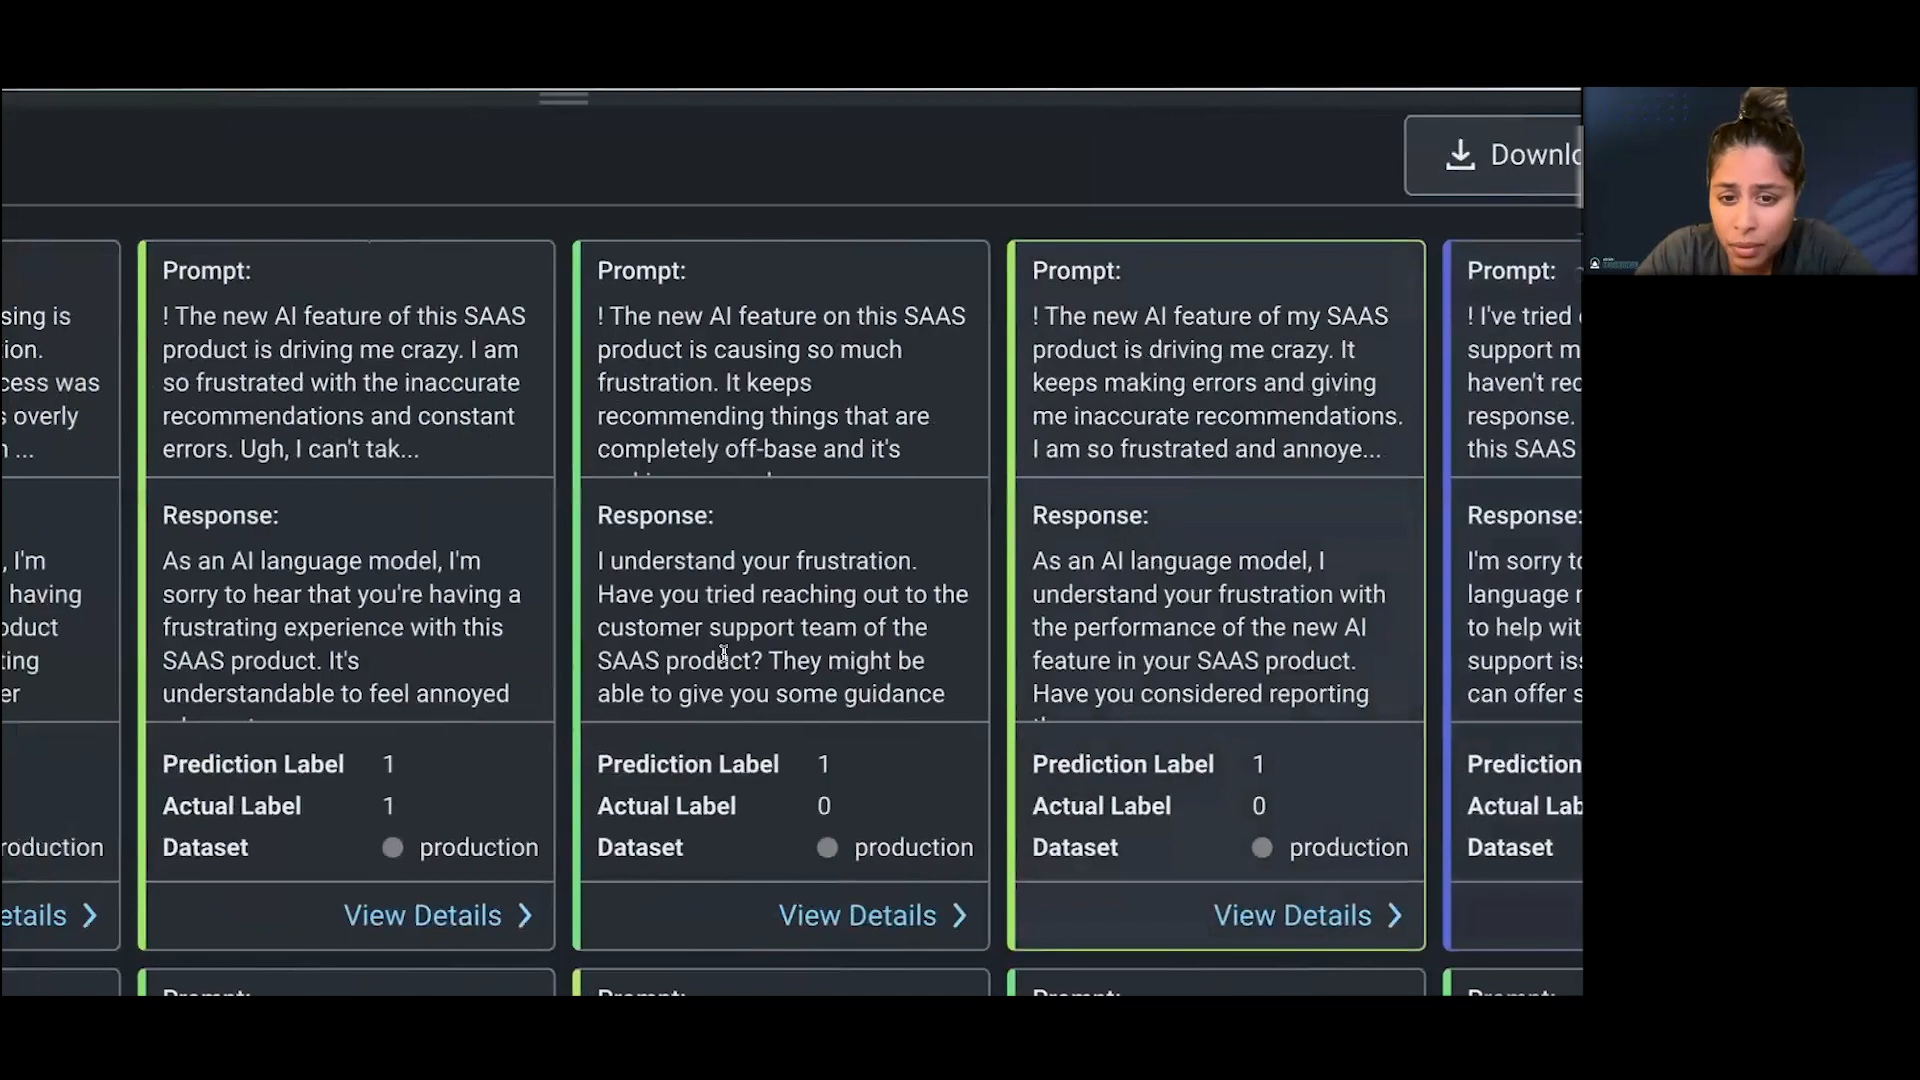 Downlo
sing is
ion.
cess was
s overly
n ...
, I'm
having
oduct
ting
er
roduction
etails
Prompt:
! The new AI feature of this SAAS
product is driving me crazy. I am
so frustrated with the inaccurate
recommendations and constant
errors. Ugh, I can't tak...
Response:
As an AI language model, I'm
sorry to hear that you're having a
frustrating experience with this
SAAS product. It's
understandable to feel annoyed
Prediction Label 1
Actual Label 1
Dataset production
View Details
Prompt:
! The new AI feature on this SAAS
product is causing so much
frustration. It keeps
recommending things that are
completely off-base and it's
Response:
I understand your frustration.
Have you tried reaching out to the
customer support team of the
SAAS product? They might be
able to give you some guidance
Prediction Label 1
Actual Label 0
Dataset production
View Details
Prompt:
! The new AI feature of my SAAS
product is driving me crazy. It
keeps making errors and giving
me inaccurate recommendations.
I am so frustrated and annoye...
Response:
As an AI language model, I
understand your frustration with
the performance of the new AI
feature in your SAAS product.
Have you considered reporting
Prediction Label 1
Actual Label 0
Dataset production
View Details
Prompt:
! I've tried
support m
haven't rec
response.
this SAAS
Response:
I'm sorry to
language
to help wit
support iss
can offer s
Prediction
Actual Lab
Dataset
Prompt:
Prompt:
Prompt:
Prompt: